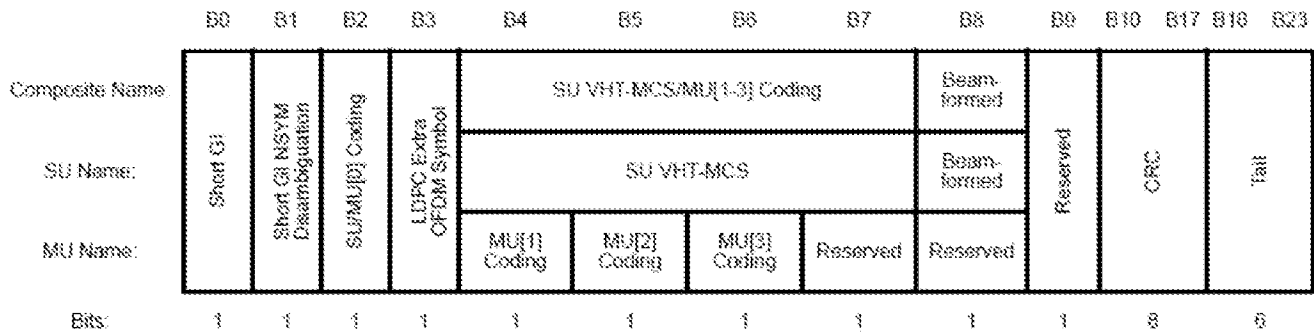 B0 B1 B2 B3 B4 B5 B6 B7 B8 B9 B10 B17 B18 B23
Composite Name:
Short GI
Short GI NSYM
Disambiguation
SU/MU[0] Coding
LDPC Extra
OFDM Symbol
SU VHT-MCS/MU[1-3] Coding
Beam-
formed
Reserved
CRC
Tail
SU Name:
SU VHT-MCS
Beam-
formed
MU Name:
MU[1]
Coding
MU[2]
Coding
MU[3]
Coding
Reserved
Reserved
Bits: 1 1 1 1 1 1 1 1 1 1 8 6